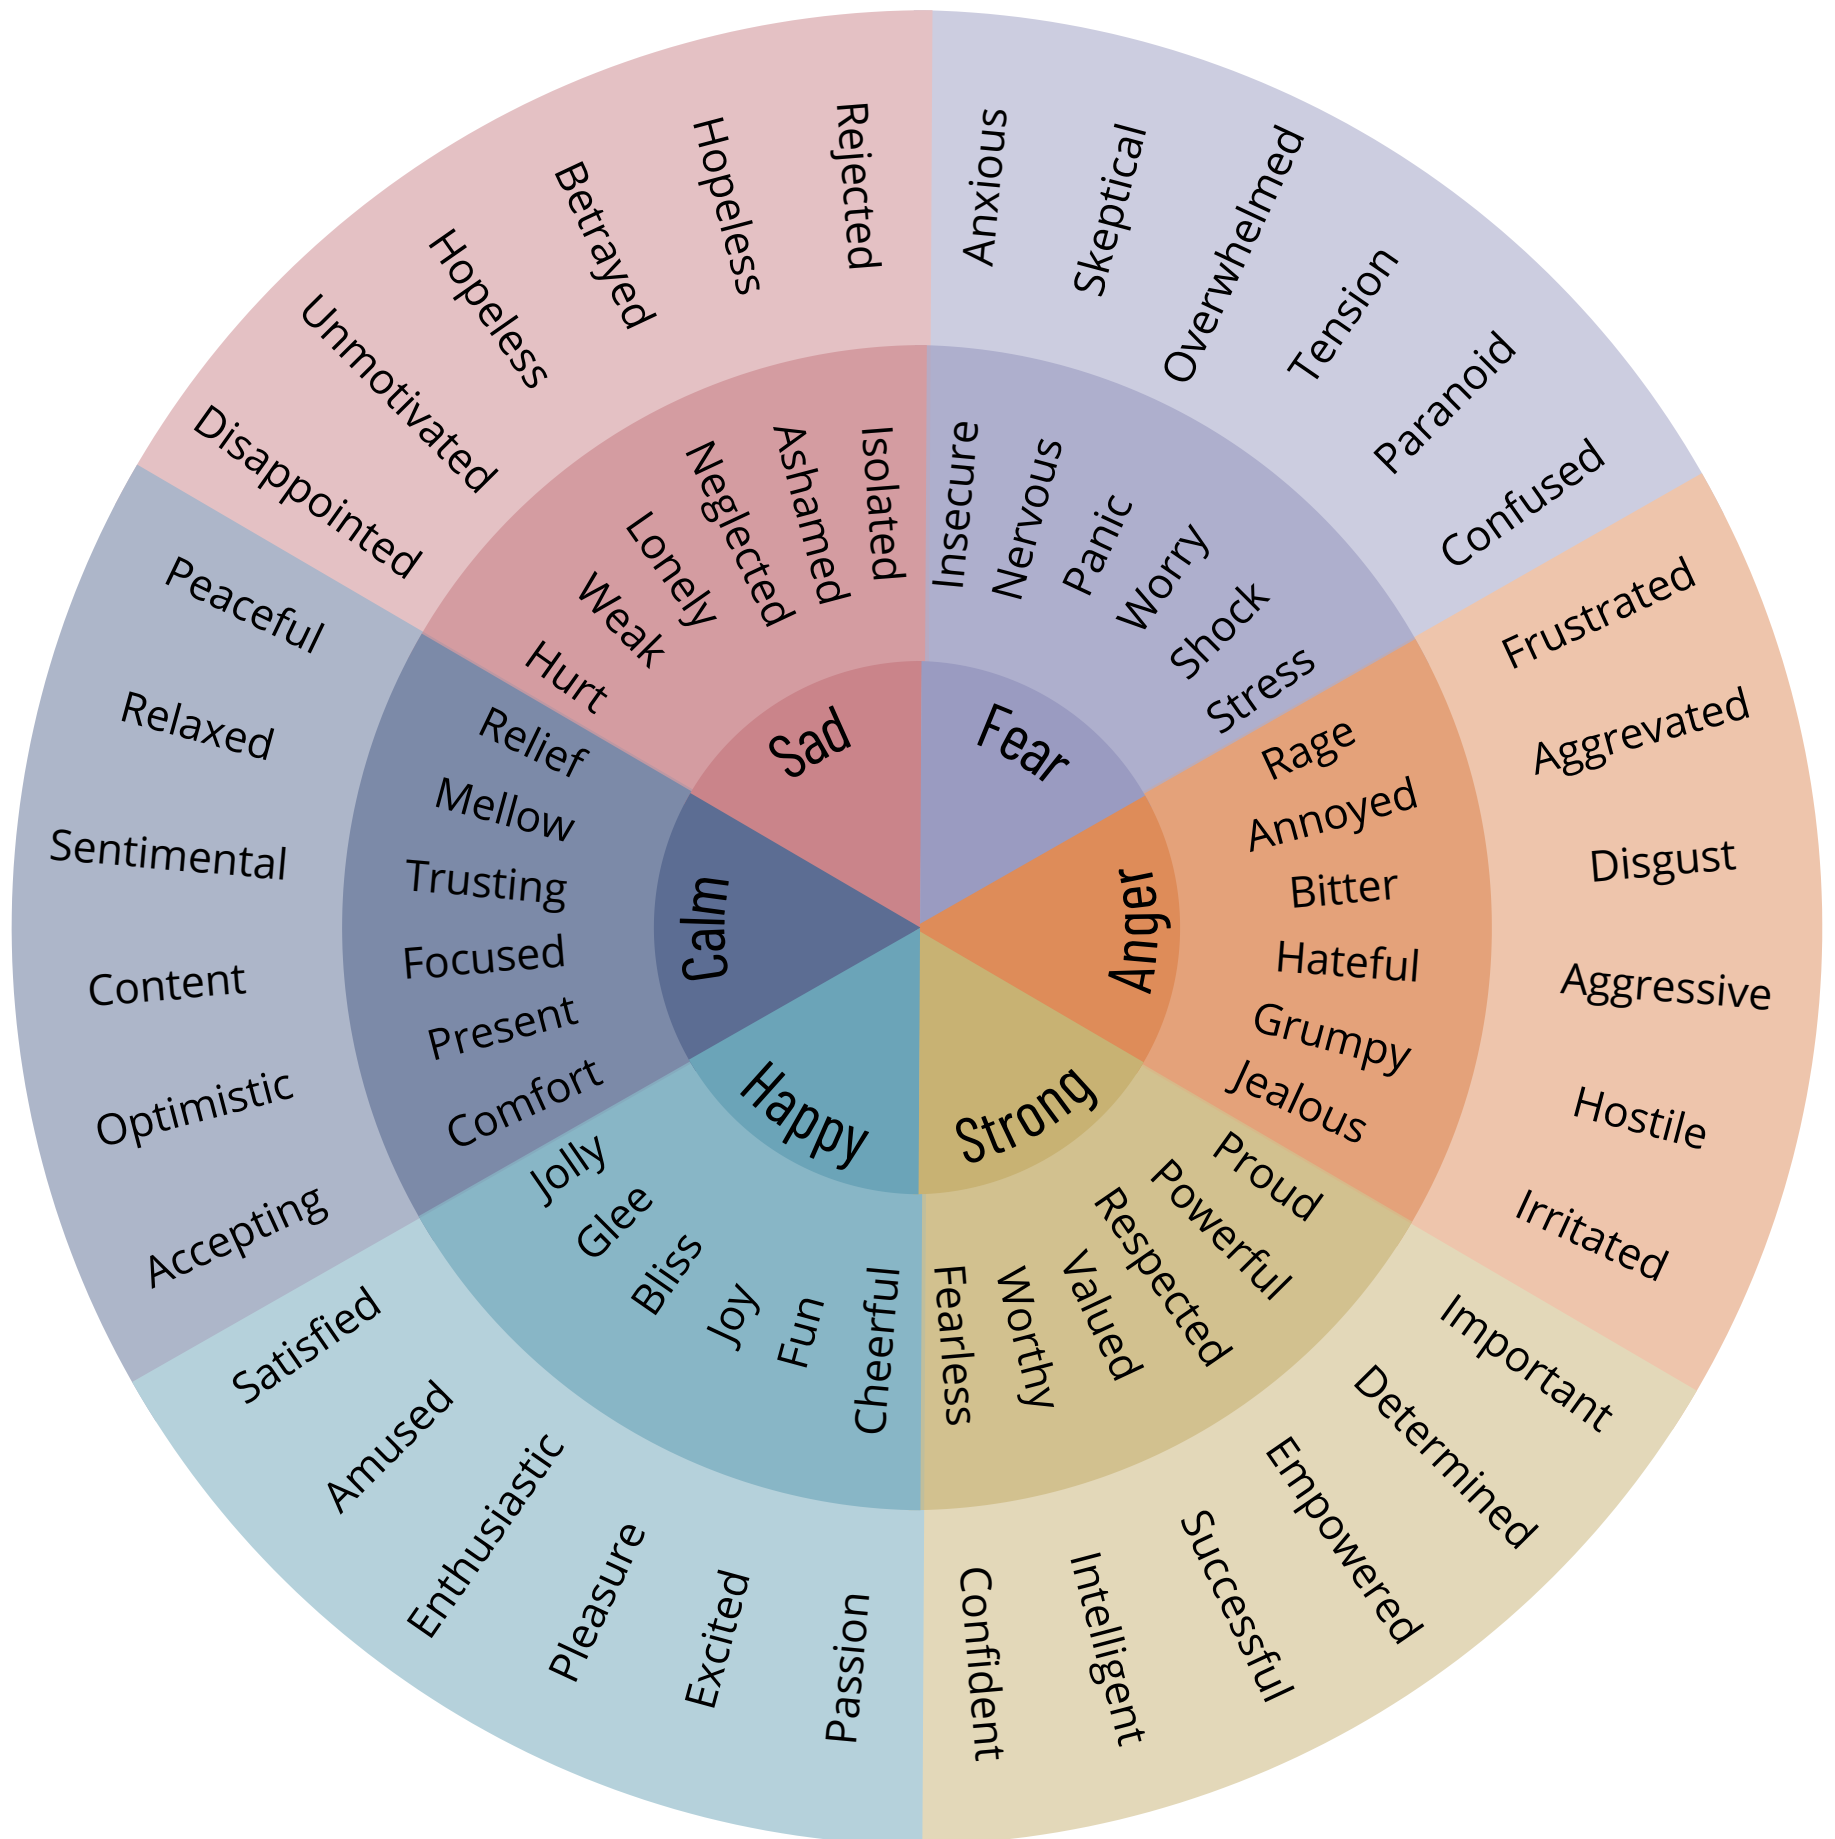 Fear
Insecure
Nervous
Panic
Worry
Shock
Stress
Anxious
Skeptical
Overwhelmed
Tension
Paranoid
Confused
Anger
Rage
Annoyed
Bitter
Hateful
Grumpy
Jealous
Frustrated
Aggrevated
Disgust
Aggressive
Hostile
Irritated
Strong
Proud
Powerful
Respected
Valued
Worthy
Fearless
Important
Determined
Empowered
Successful
Intelligent
Confident
Happy
Cheerful
Fun
Joy
Bliss
Glee
Jolly
Passion
Excited
Pleasure
Enthusiastic
Amused
Satisfied
Calm
Comfort
Present
Focused
Trusting
Mellow
Relief
Accepting
Optimistic
Content
Sentimental
Relaxed
Peaceful
Sad
Hurt
Weak
Lonely
Neglected
Ashamed
Isolated
Disappointed
Unmotivated
Hopeless
Betrayed
Hopeless
Rejected